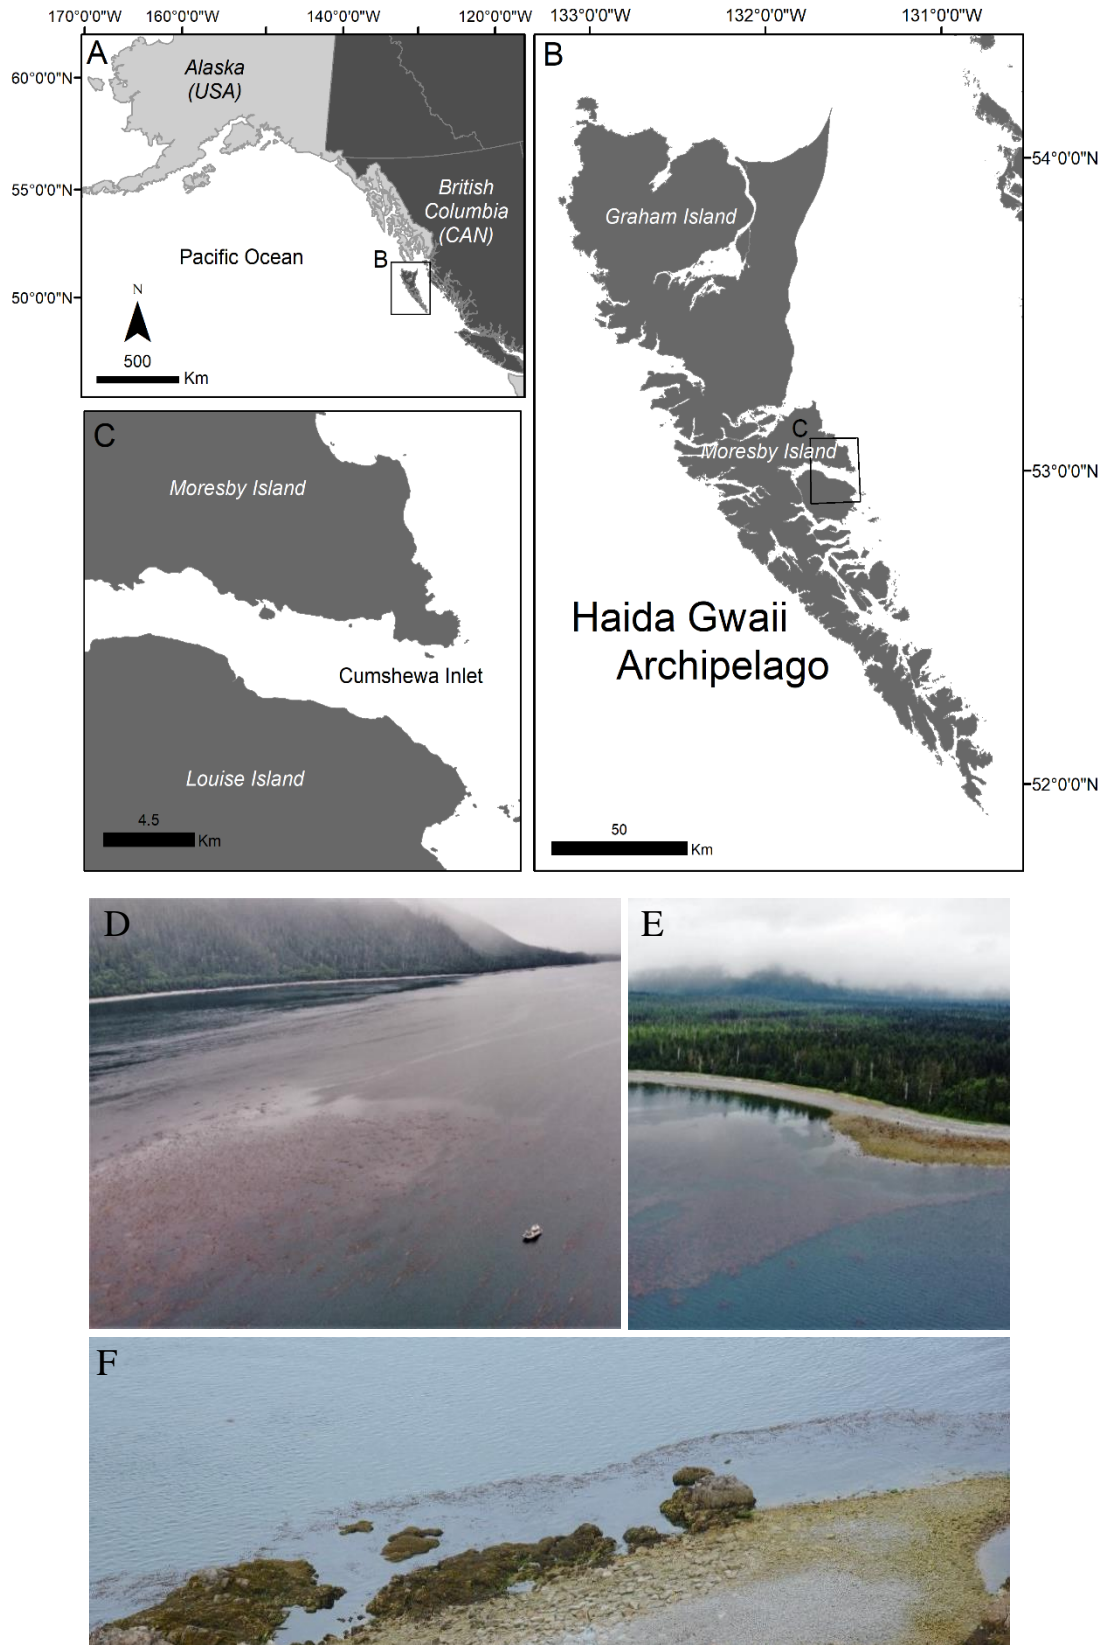 170°0'0"W 160°0'0"W 140°0'0"W 120°0'0"W
A
Alaska
(USA)
60°0'0"N
55°0'0"N
50°0'0"N
British
Columbia
(CAN)
Pacific Ocean
B
N
500
Km
133°0'0"W 132°0'0"W 131°0'0"W
B
54°0'0"N
Graham Island
C
Moresby Island
53°0'0"N
Haida Gwaii
Archipelago
52°0'0"N
50
Km
C
Moresby Island
Cumshewa Inlet
Louise Island
4.5
Km
D
E
F